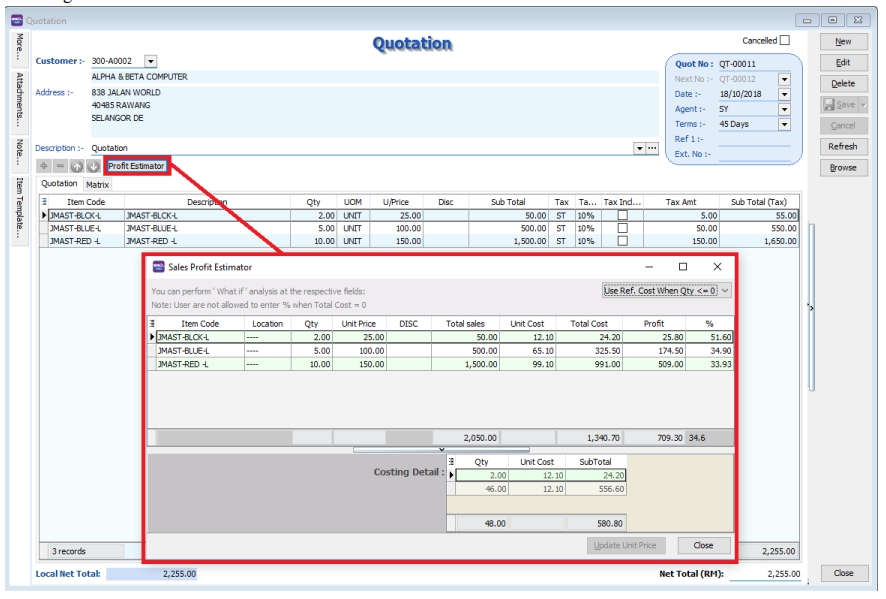 Quotation
Quotation
Cancelled
New
Edit
Delete
Save
Cancel
Refresh
Browse
More...
Attachments...
Note...
Item Template...
Customer :- 300-A0002
ALPHA & BETA COMPUTER
Address :- 838 JALAN WORLD
40485 RAWANG
SELANGOR DE
Quot No : QT-00011
Next No :- QT-00012
Date :- 18/10/2018
Agent :- SY
Terms :- 45 Days
Ref 1 :-
Ext. No :-
Description :- Quotation
Profit Estimator
Quotation Matrix
Item Code Description Qty UOM U/Price Disc Sub Total Tax Ta... Tax Ind... Tax Amt Sub Total (Tax)
JMAST-BLCK-L JMAST-BLCK-L 2.00 UNIT 25.00 50.00 ST 10% 5.00 55.00
JMAST-BLUE-L JMAST-BLUE-L 5.00 UNIT 100.00 500.00 ST 10% 50.00 550.00
JMAST-RED -L JMAST-RED -L 10.00 UNIT 150.00 1,500.00 ST 10% 150.00 1,650.00
Sales Profit Estimator
You can perform ' What if ' analysis at the respective fields:
Note: User are not allowed to enter % when Total Cost = 0
Use Ref. Cost When Qty <= 0
Item Code Location Qty Unit Price DISC Total sales Unit Cost Total Cost Profit %
JMAST-BLCK-L ---- 2.00 25.00 50.00 12.10 24.20 25.80 51.60
JMAST-BLUE-L ---- 5.00 100.00 500.00 65.10 325.50 174.50 34.90
JMAST-RED -L ---- 10.00 150.00 1,500.00 99.10 991.00 509.00 33.93
2,050.00 1,340.70 709.30 34.6
Costing Detail :
Qty Unit Cost SubTotal
2.00 12.10 24.20
46.00 12.10 556.60
48.00 580.80
Update Unit Price Close
3 records 2,255.00
Local Net Total: 2,255.00 Net Total (RM): 2,255.00
Close